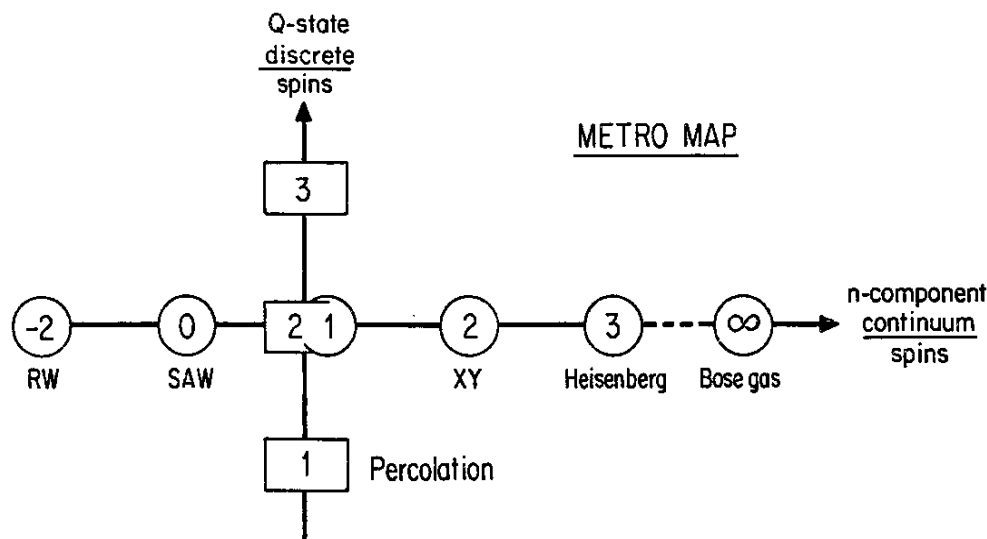 Q-state
discrete
spins
METRO MAP
3
-2
0
2
1
2
3
∞
n-component
continuum
spins
RW
SAW
XY
Heisenberg
Bose gas
1
Percolation